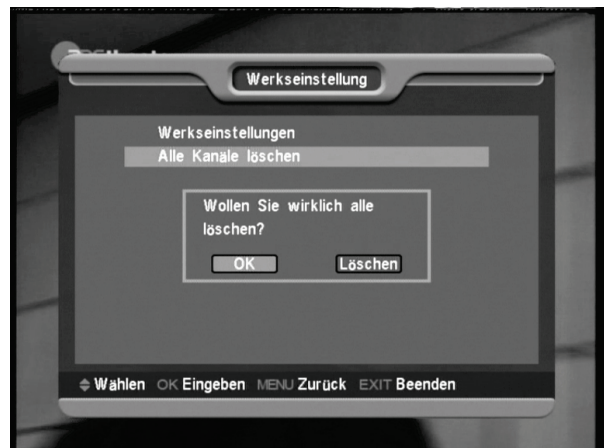 Werkseinstellung
Werkseinstellungen
Alle Kanäle löschen
Wollen Sie wirklich alle
löschen?
OK Löschen
Wählen OK Eingeben MENU Zurück EXIT Beenden